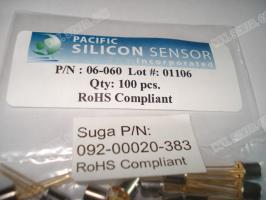 PACIFIC
SILICON SENSOR
incorporated
P/N : 06-060 Lot #: 01106
Qty: 100 pcs.
RoHS Compliant
Suga P/N:
092-00020-383
RoHS Compliant